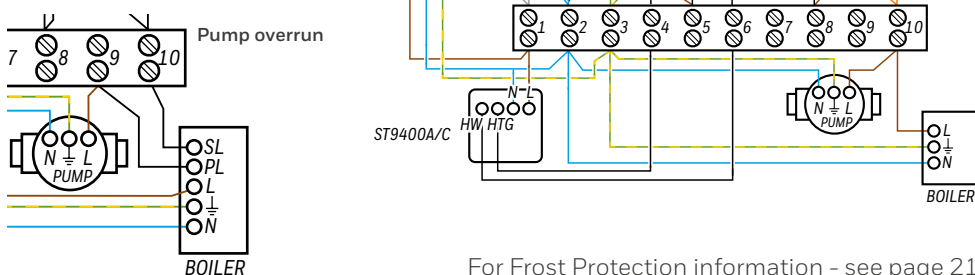 7 8 9 10
Pump overrun
N L
PUMP
SL
PL
L
N
BOILER
1 2 3 4 5 6 7 8 9 10
N L
HW HTG
ST9400A/C
N L
PUMP
L
N
BOILER
For Frost Protection information - see page 21